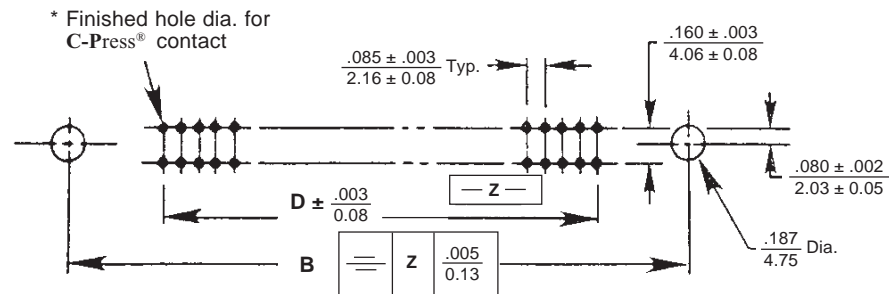 * Finished hole dia. for
C-Press® contact
.085 ± .003
2.16 ± 0.08
Typ.
.160 ± .003
4.06 ± 0.08
.080 ± .002
2.03 ± 0.05
— Z —
D ± .003
0.08
.187
4.75
Dia.
B
Z
.005
0.13